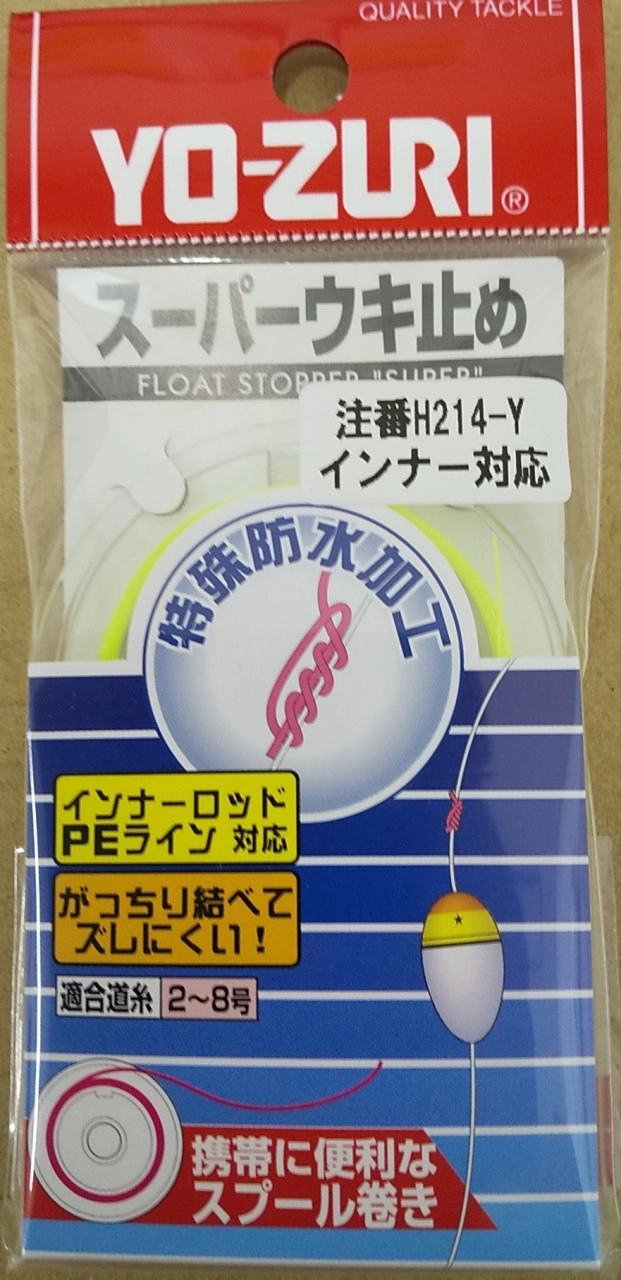 QUALITY TACKLE
YO-ZURI®
スーパーウキ止め
FLOAT STOPPER "SUPER"
注番H214-Y
インナー対応
特殊防水加工
インナーロッド
PEライン 対応
がっちり結べて
ズレにくい!
適合道糸 2～8号
携帯に便利な
スプール巻き